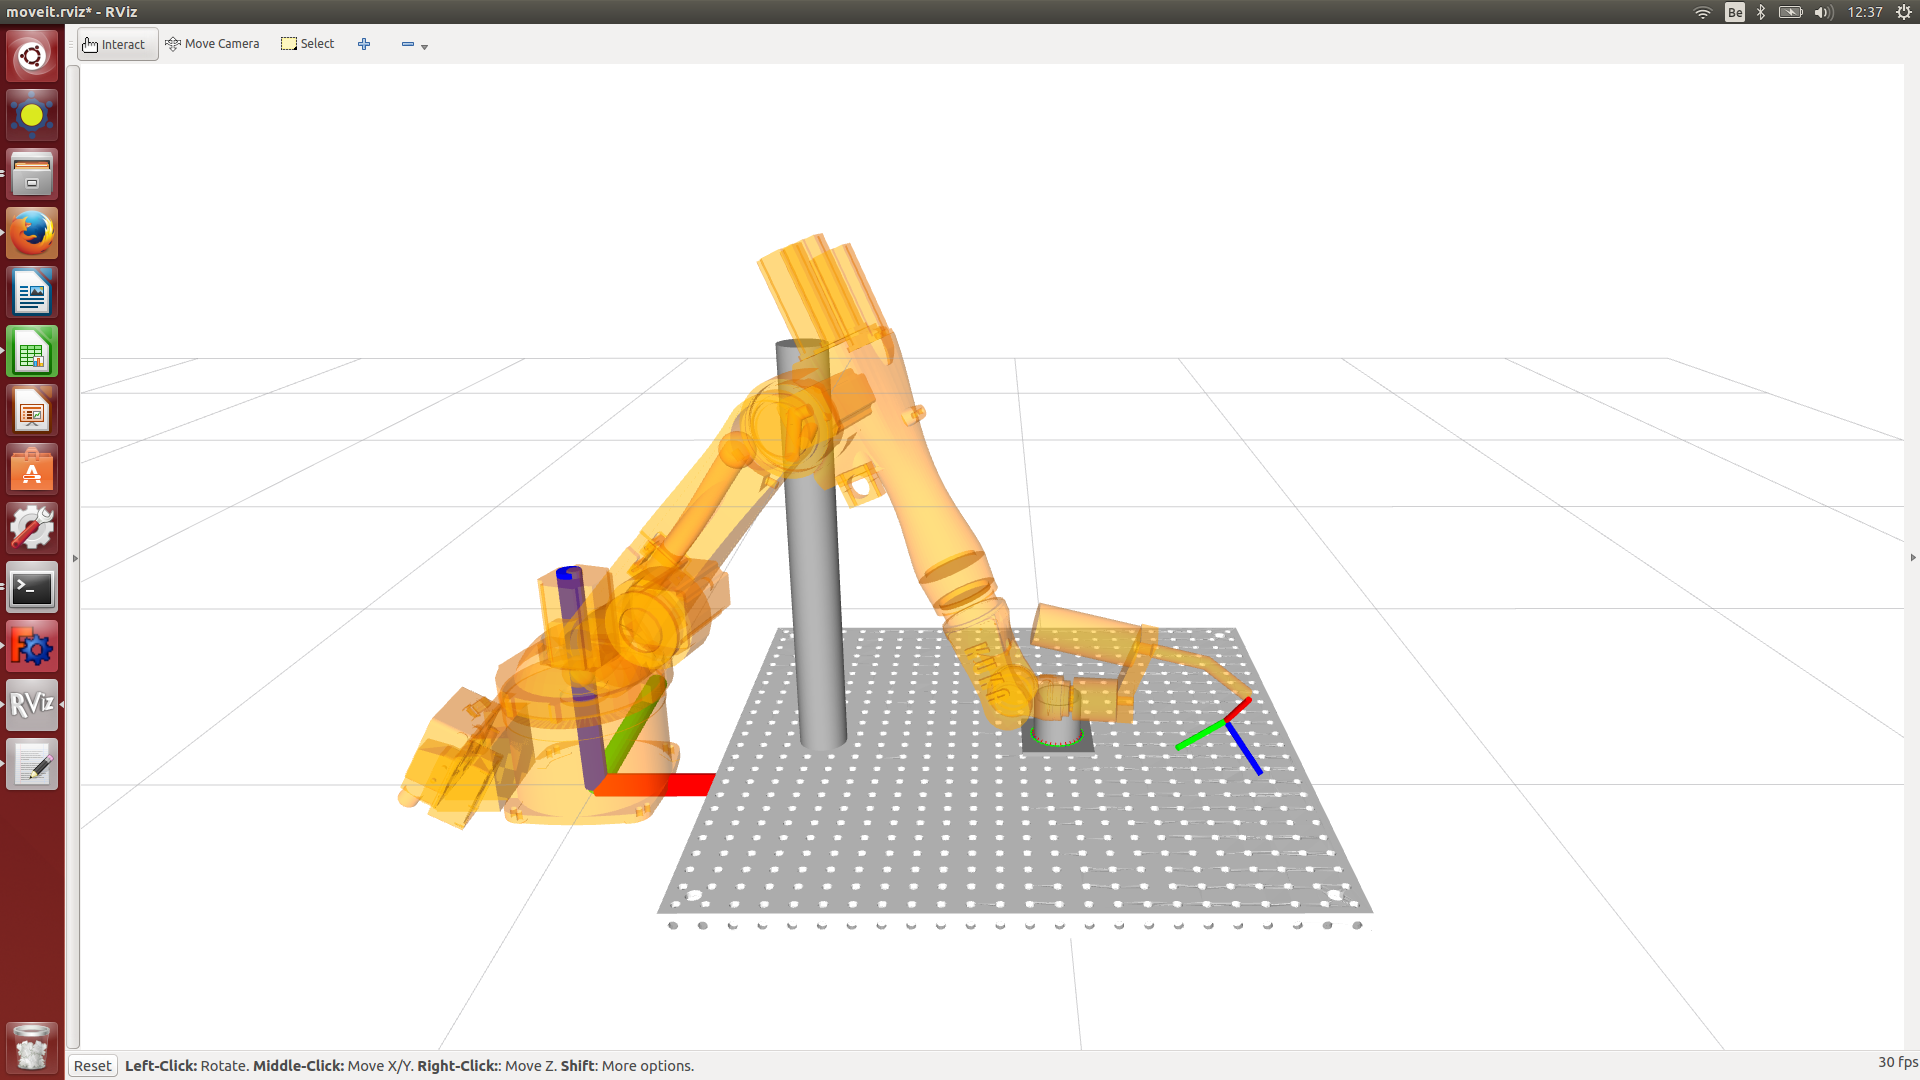 moveit.rviz* - RViz
Be
12:37
Interact
Move Camera
Select
RViz
Reset
Left-Click: Rotate. Middle-Click: Move X/Y. Right-Click:: Move Z. Shift: More options.
30 fps